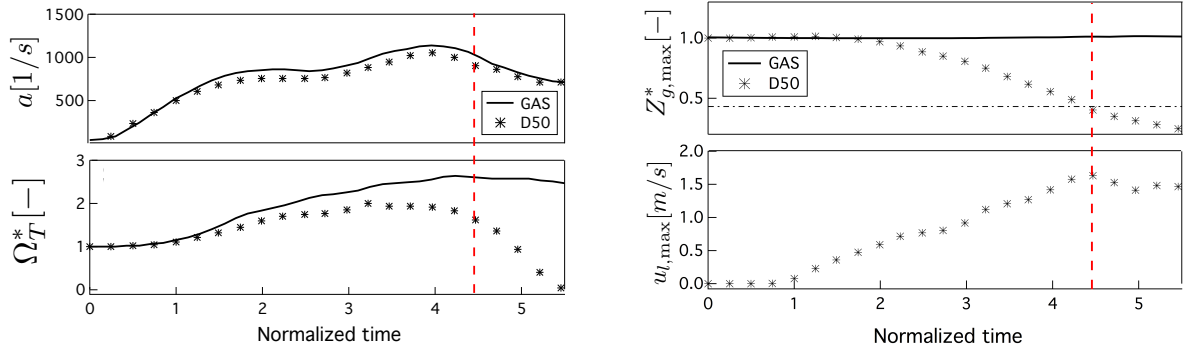 1500
1000
500
a[1/s]
GAS
D50
3
2
1
0
Ω*T[−]
0 1 2 3 4 5
Normalized time
1.0
0.5
Z*g,max[−]
GAS
D50
2.0
1.5
1.0
0.5
0.0
ul,max[m/s]
0 1 2 3 4 5
Normalized time